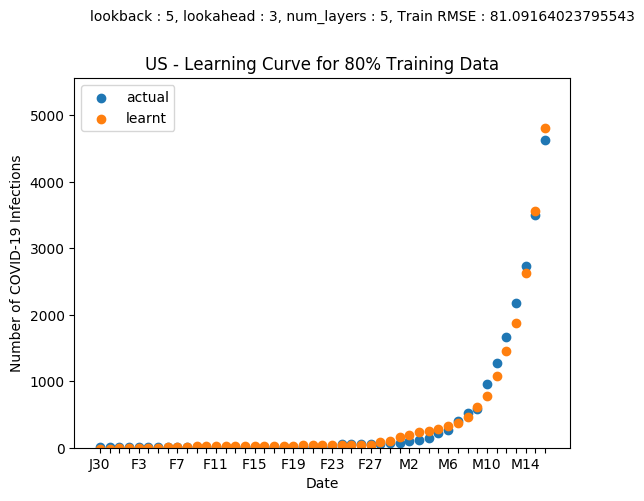 lookback : 5, lookahead : 3, num_layers : 5, Train RMSE : 81.09164023795543
US - Learning Curve for 80% Training Data
actual
learnt
Number of COVID-19 Infections
5000
4000
3000
2000
1000
0
J30 F3 F7 F11 F15 F19 F23 F27 M2 M6 M10 M14
Date